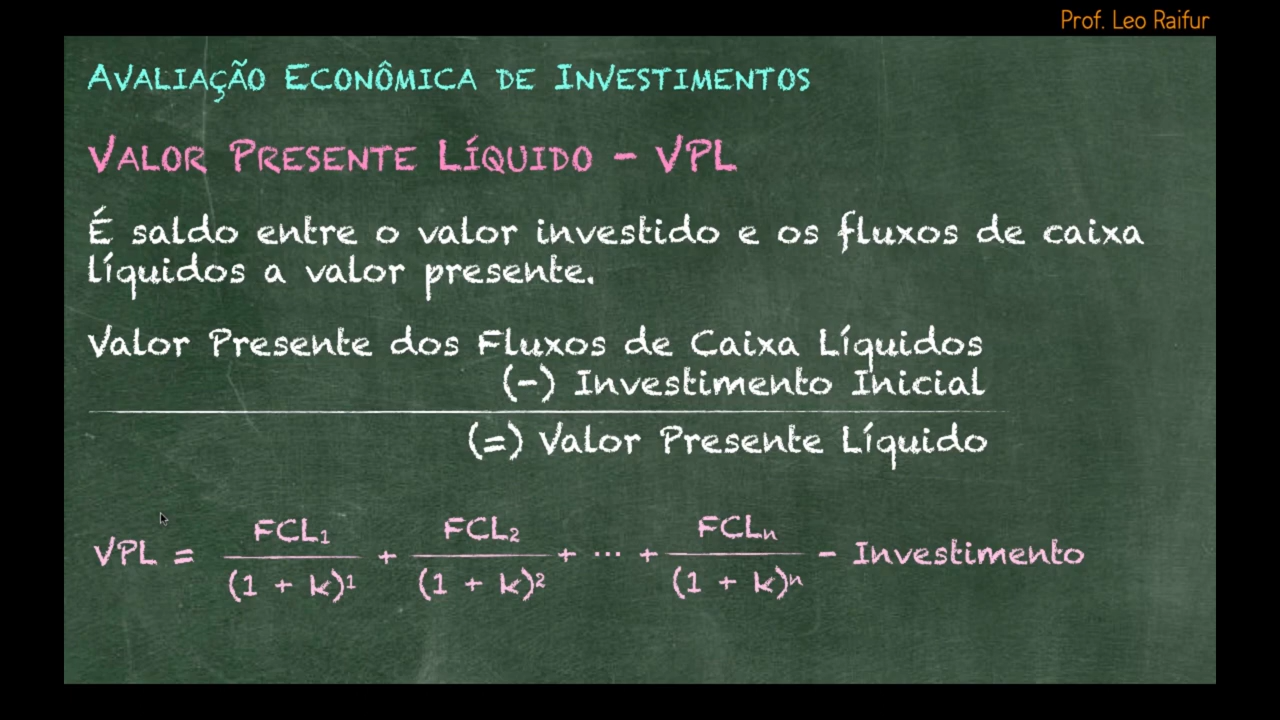 Prof. Leo Raifur
AVALIAÇÃO ECONÔMICA DE INVESTIMENTOS
VALOR PRESENTE LÍQUIDO - VPL
É saldo entre o valor investido e os fluxos de caixa
líquidos a valor presente.
Valor Presente dos Fluxos de Caixa Líquidos
(-) Investimento Inicial
(=) Valor Presente Líquido
VPL = FCL₁/(1 + k)¹ + FCL₂/(1 + k)² + ... + FCLₙ/(1 + k)ⁿ - Investimento